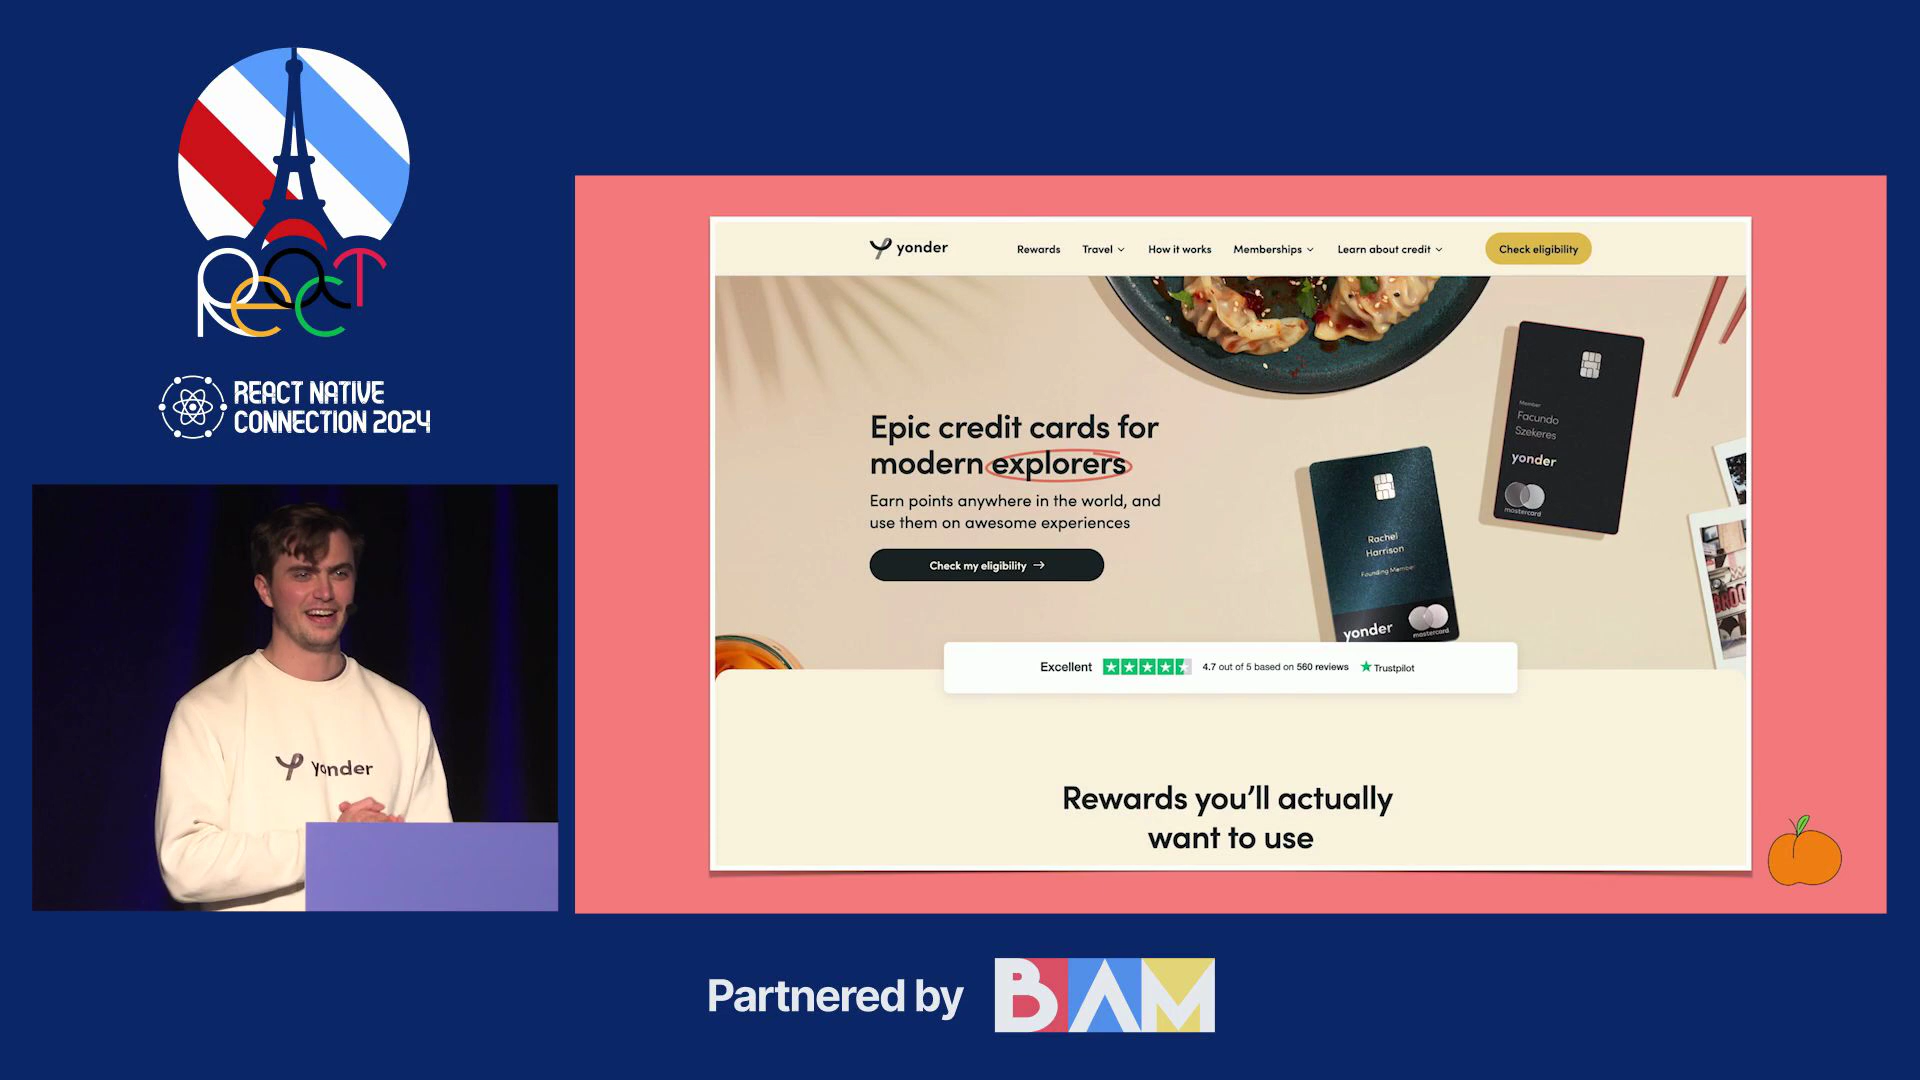 React
REACT NATIVE
CONNECTION 2024
yonder
Rewards
Travel
How it works
Memberships
Learn about credit
Check eligibility
Epic credit cards for
modern explorers
Earn points anywhere in the world, and
use them on awesome experiences
Check my eligibility →
Member
Facundo
Szekeres
yonder
mastercard
Rachel
Harrison
Founding Member
yonder
mastercard
BROO
Excellent
4.7 out of 5 based on 560 reviews
Trustpilot
Rewards you'll actually
want to use
yonder
Partnered by
BAM